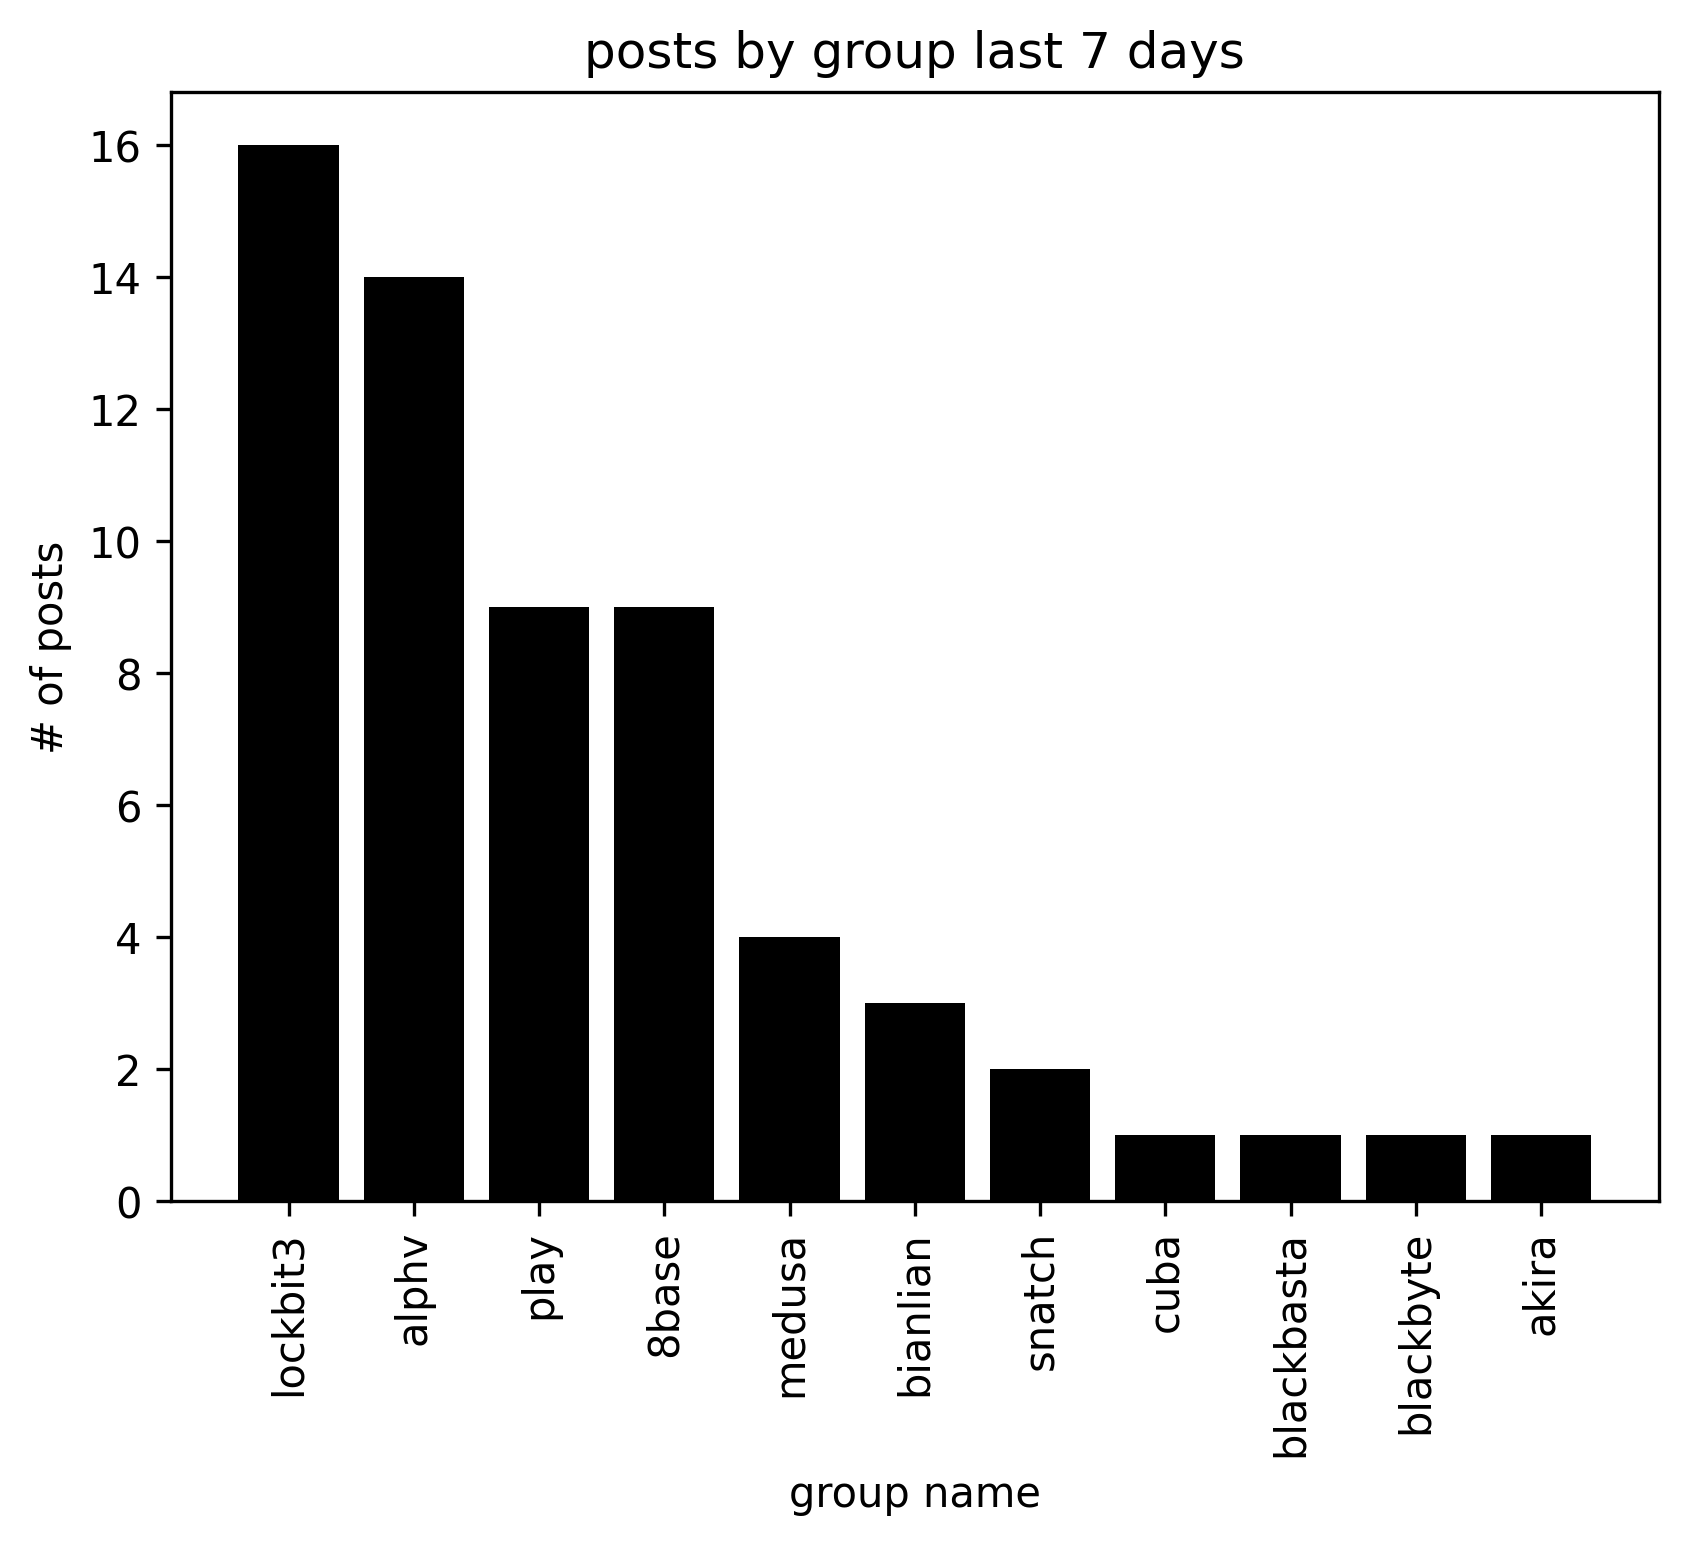 posts by group last 7 days
16
14
12
10
8
6
4
2
0
# of posts
lockbit3
alphv
play
8base
medusa
bianlian
snatch
cuba
blackbasta
blackbyte
akira
group name